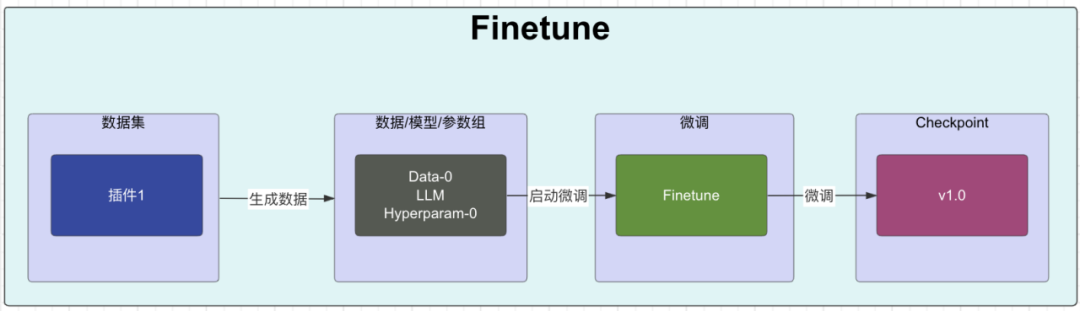 Finetune
数据集
插件1
生成数据
数据/模型/参数组
Data-0
LLM
Hyperparam-0
启动微调
微调
Finetune
微调
Checkpoint
v1.0